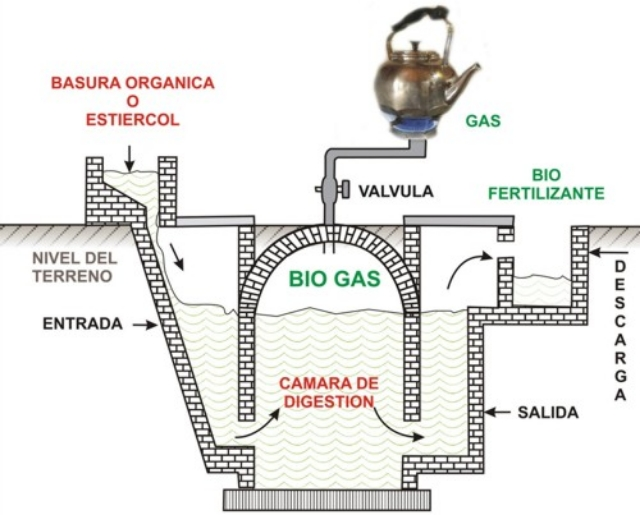 BASURA ORGANICA
O
ESTIERCOL
GAS
VALVULA
BIO
FERTILIZANTE
NIVEL DEL
TERRENO
BIO GAS
ENTRADA
CAMARA DE
DIGESTION
SALIDA
DESCARGA